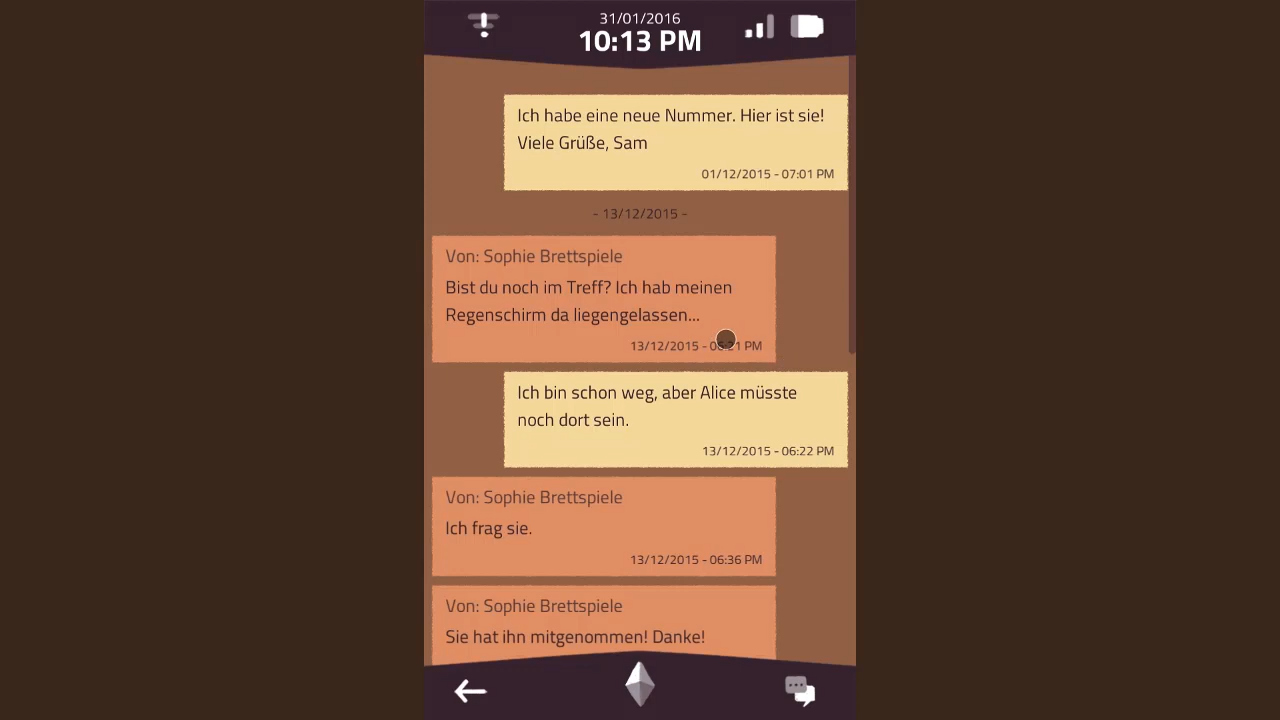 31/01/2016
10:13 PM
Ich habe eine neue Nummer. Hier ist sie!
Viele Grüße, Sam
01/12/2015 - 07:01 PM
- 13/12/2015 -
Von: Sophie Brettspiele
Bist du noch im Treff? Ich hab meinen
Regenschirm da liegengelassen...
13/12/2015 - PM
Ich bin schon weg, aber Alice müsste
noch dort sein.
13/12/2015 - 06:22 PM
Von: Sophie Brettspiele
Ich frag sie.
13/12/2015 - 06:36 PM
Von: Sophie Brettspiele
Sie hat ihn mitgenommen! Danke!